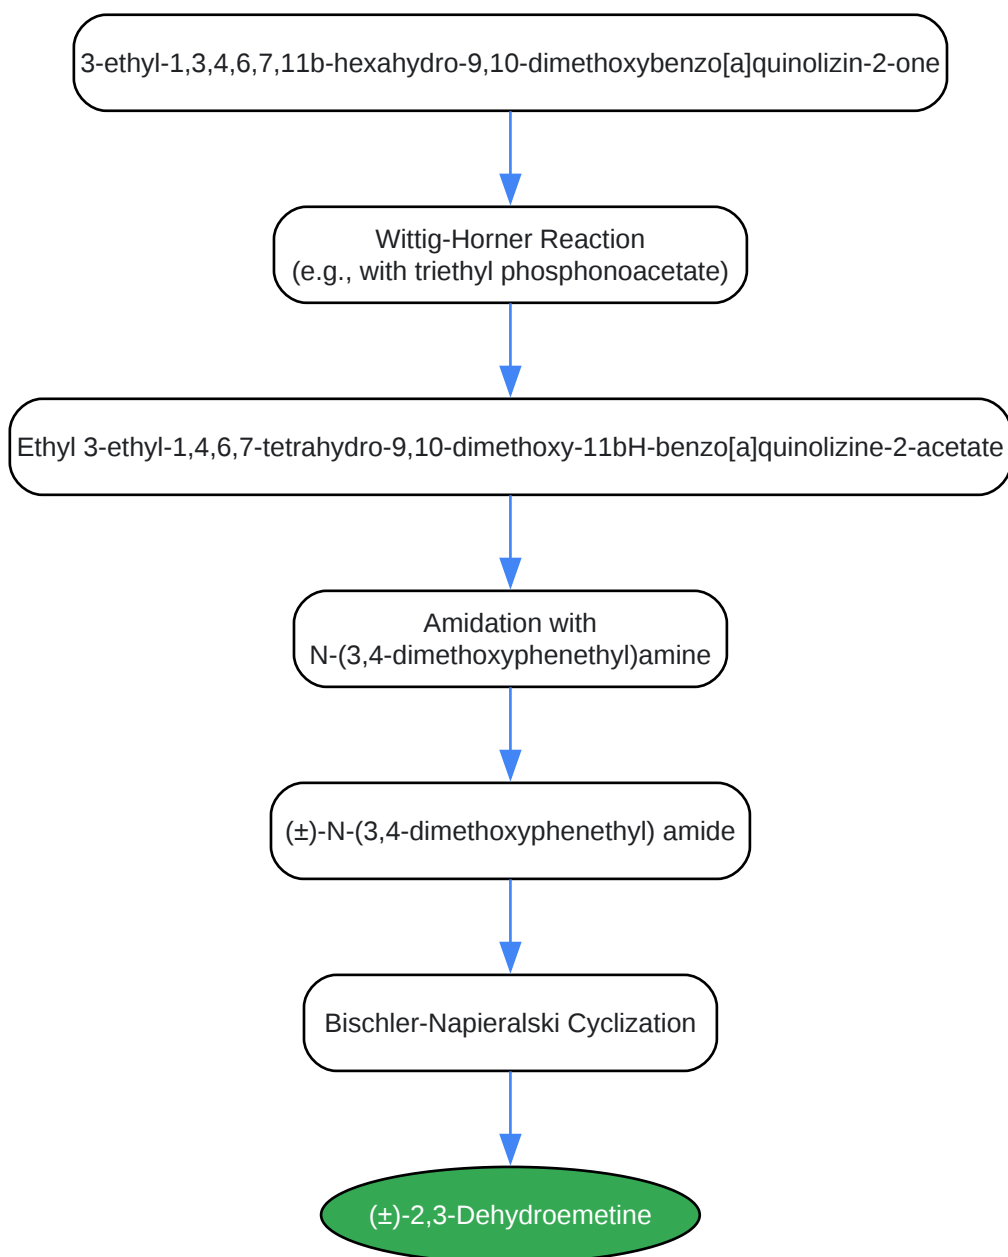 3-ethyl-1,3,4,6,7,11b-hexahydro-9,10-dimethoxybenzo[a]quinolizin-2-one
Wittig-Horner Reaction
(e.g., with triethyl phosphonoacetate)
Ethyl 3-ethyl-1,4,6,7-tetrahydro-9,10-dimethoxy-11bH-benzo[a]quinolizine-2-acetate
Amidation with
N-(3,4-dimethoxyphenethyl)amine
(±)-N-(3,4-dimethoxyphenethyl) amide
Bischler-Napieralski Cyclization
(±)-2,3-Dehydroemetine